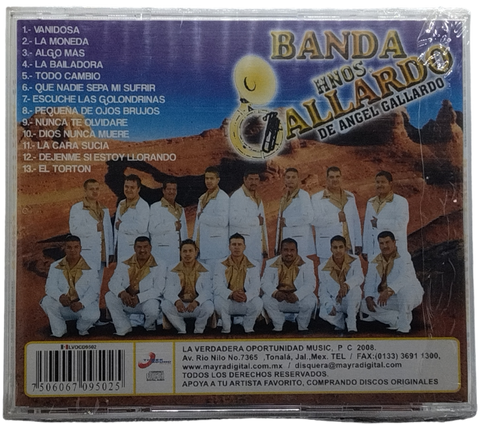 1.- VANIDOSA
2.- LA MONEDA
3.- ALGO MAS
4.- LA BAILADORA
5.- TODO CAMBIO
6.- QUE NADIE SEPA MI SUFRIR
7.- ESCUCHE LAS GOLONDRINAS
8.- PEQUEÑA DE OJOS BRUJOS
9.- NUNCA TE OLVIDARE
10.- DIOS NUNCA MUERE
11.- LA CARA SUCIA
12.- DEJENME SI ESTOY LLORANDO
13.- EL TORTON
BANDA
HNOS
GALLARDO
DE ANGEL GALLARDO
7506067095025
LA VERDADERA OPORTUNIDAD MUSIC, P C 2008.
Av. Rio Nilo No.7365 ,Tonalá, Jal.,Mex. TEL / FAX:(0133) 3691 1300,
www.mayradigital.com.mx / disquera@mayradigital.com
TODOS LOS DERECHOS RESERVADOS.
APOYA A TU ARTISTA FAVORITO, COMPRANDO DISCOS ORIGINALES